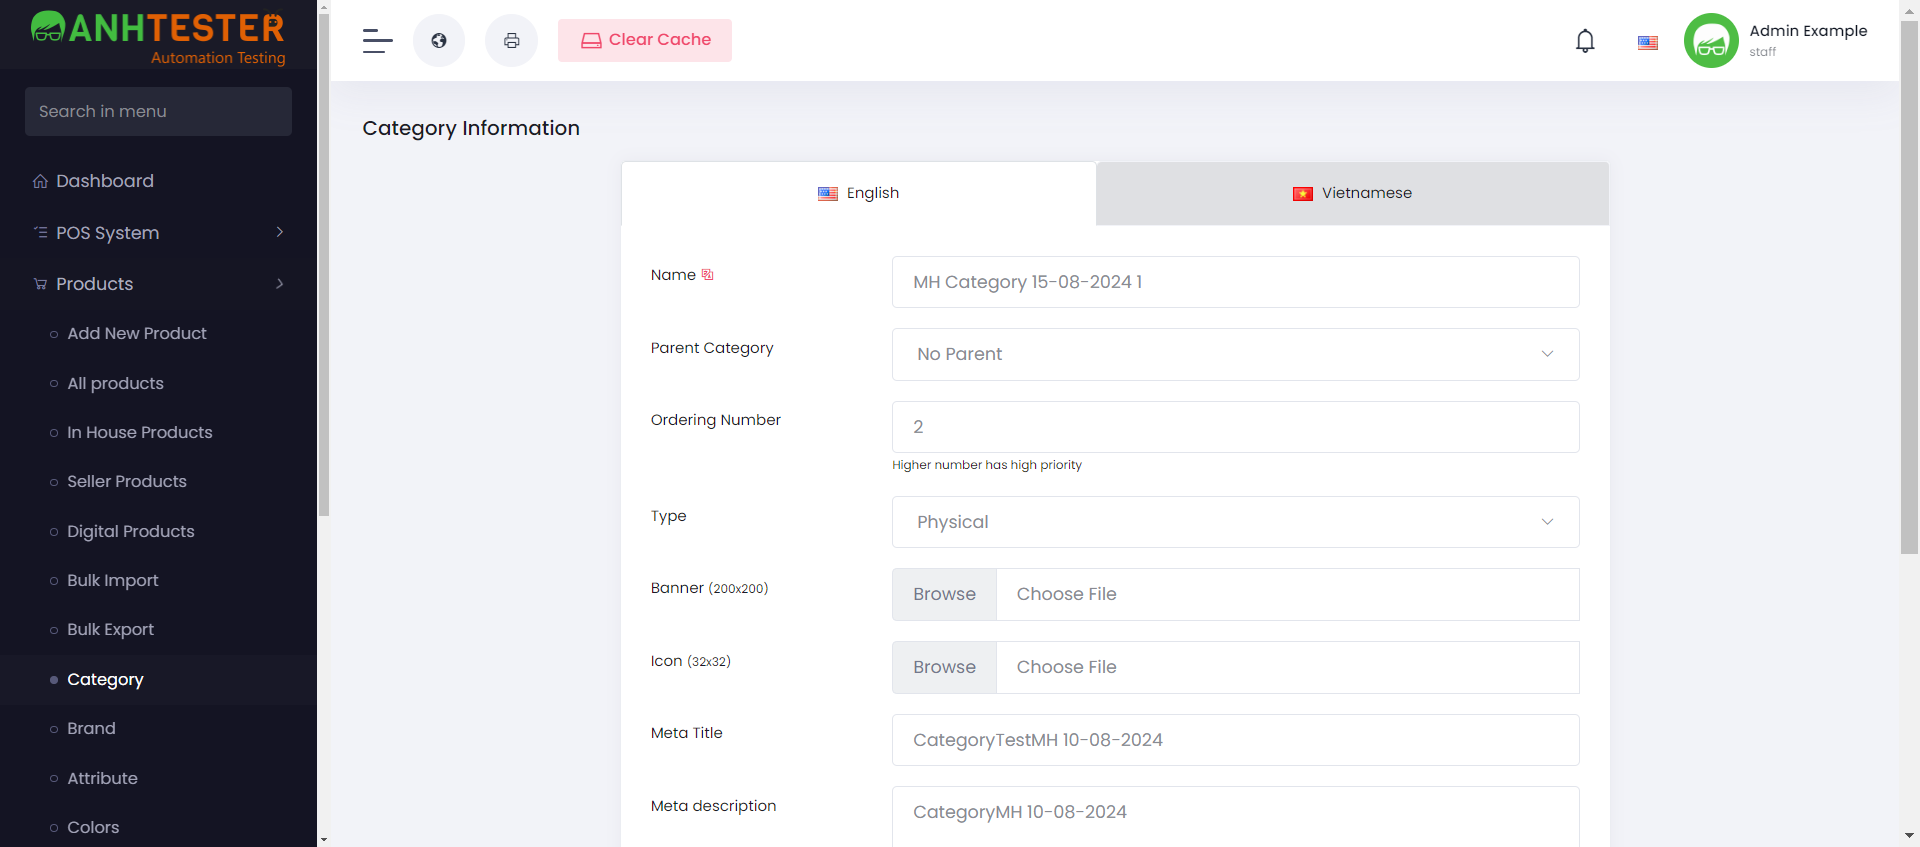 ANHTESTER
Automation Testing
Search in menu
Dashboard
POS System
Products
Add New Product
All products
In House Products
Seller Products
Digital Products
Bulk Import
Bulk Export
Category
Brand
Attribute
Colors
Clear Cache
Admin Example
staff
Category Information
English
Vietnamese
Name
MH Category 15-08-2024 1
Parent Category
No Parent
Ordering Number
2
Higher number has high priority
Type
Physical
Banner (200x200)
Browse
Choose File
Icon (32x32)
Browse
Choose File
Meta Title
CategoryTestMH 10-08-2024
Meta description
CategoryMH 10-08-2024